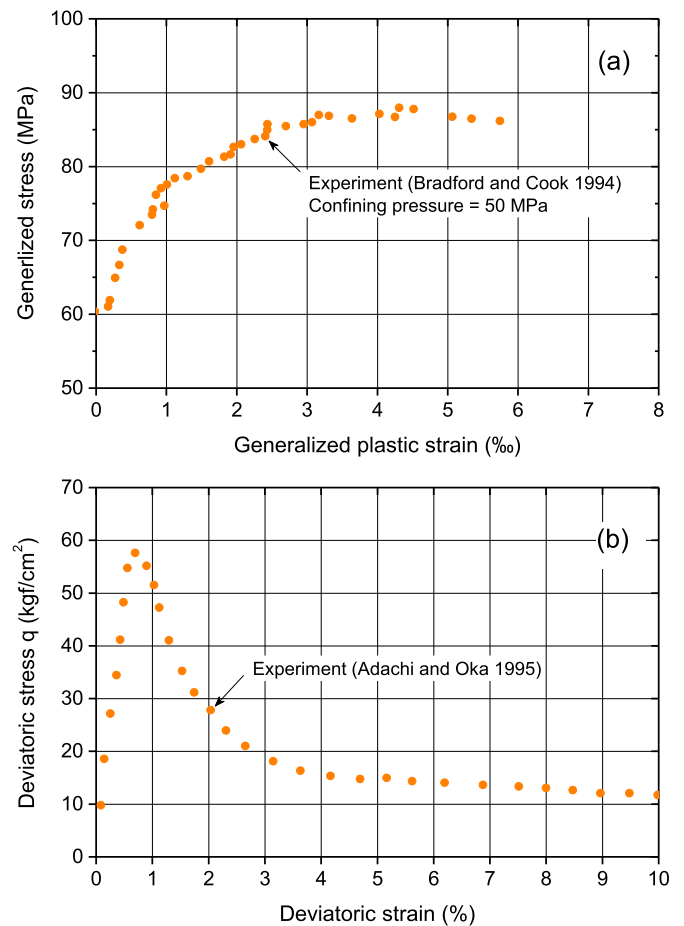 100
90
80
70
60
50
(a)
Generlized stress (MPa)
Experiment (Bradford and Cook 1994)
Confining pressure = 50 MPa
0 1 2 3 4 5 6 7 8
Generalized plastic strain (‰)
70
60
50
40
30
20
10
0
(b)
Deviatoric stress q (kgf/cm²)
Experiment (Adachi and Oka 1995)
0 1 2 3 4 5 6 7 8 9 10
Deviatoric strain (%)